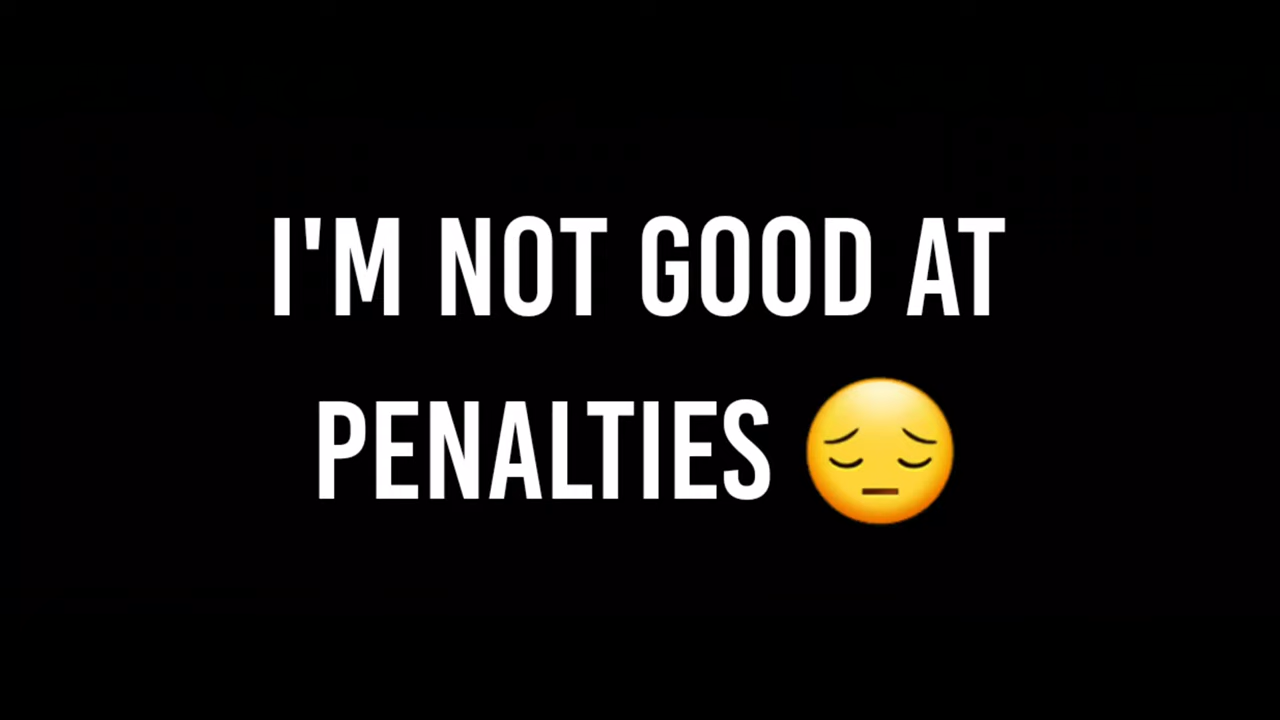 I'M NOT GOOD AT
PENALTIES 😔